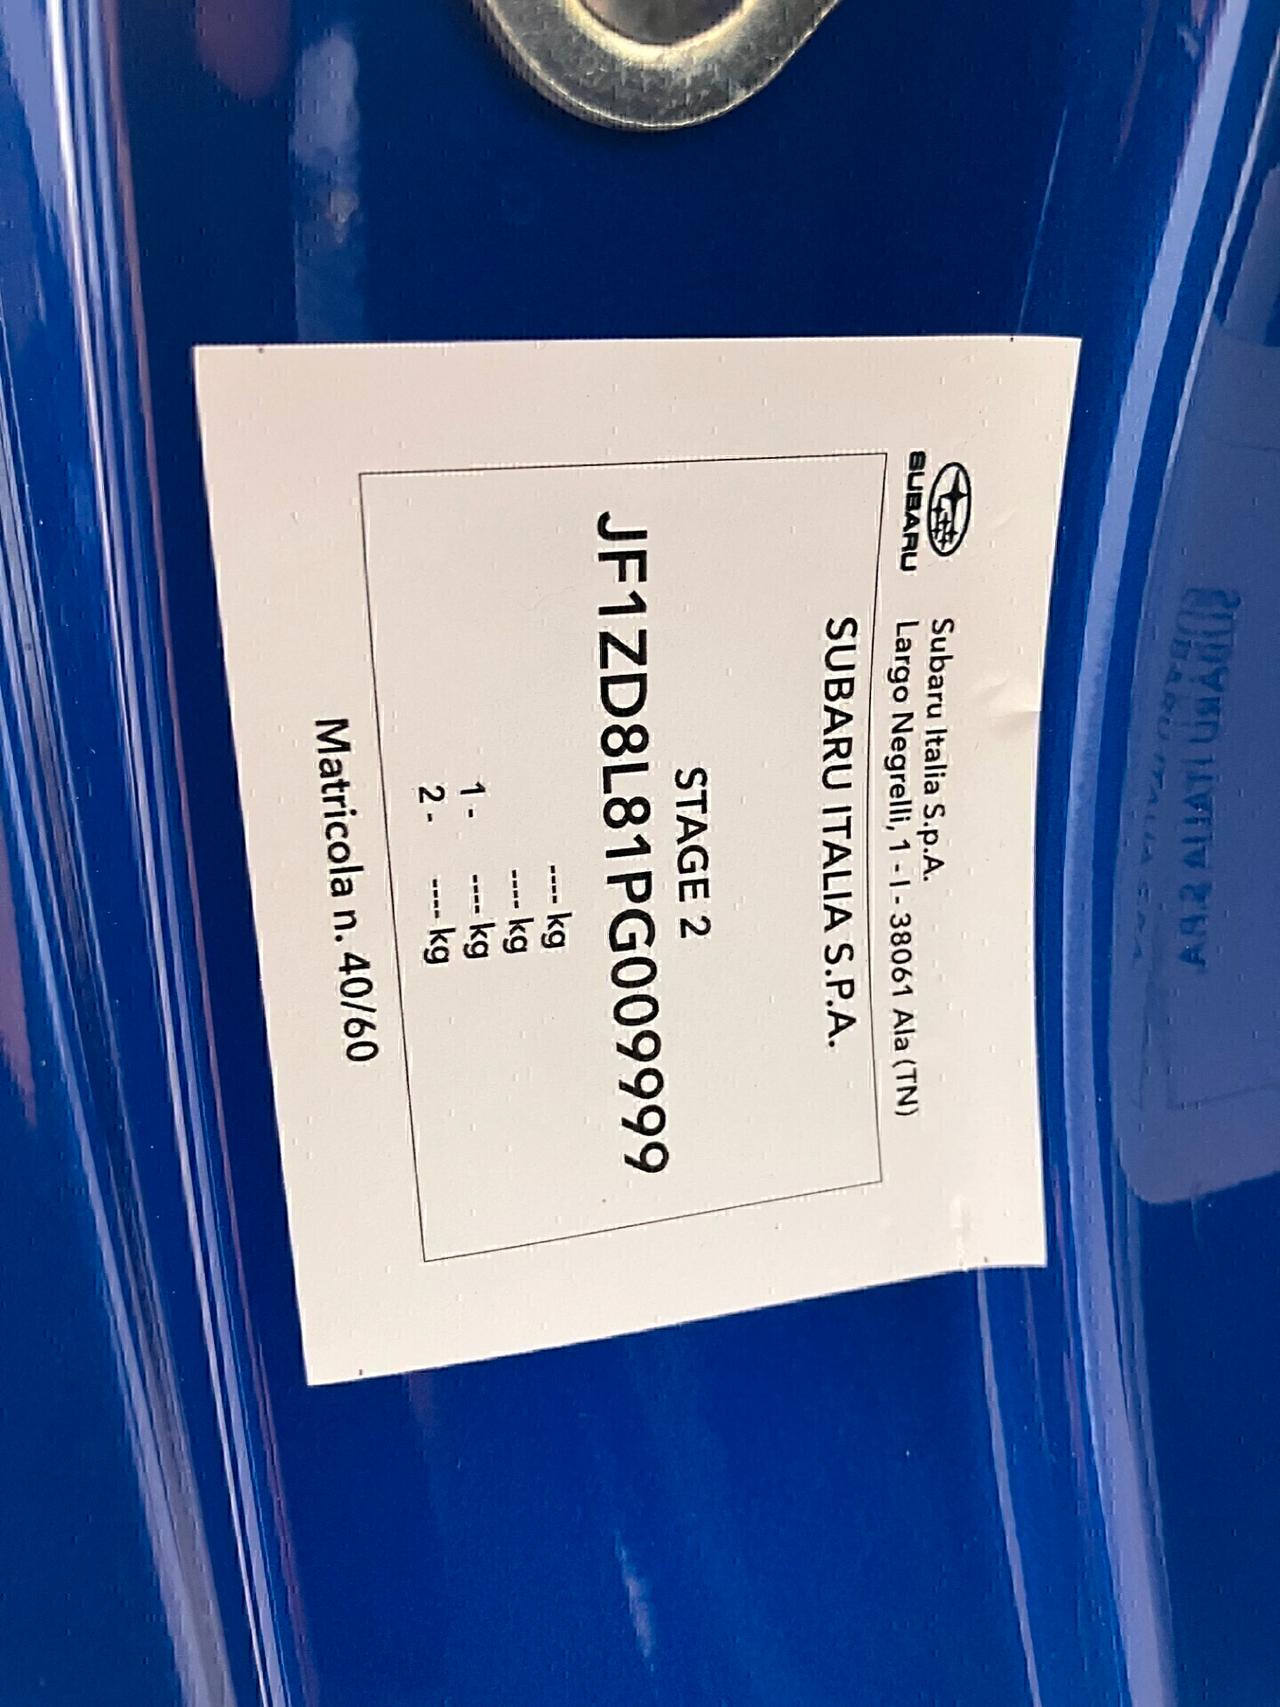 SUBARU
Subaru Italia S.p.A.
Largo Negrelli, 1 - I - 38061 Ala (TN)
SUBARU ITALIA S.P.A.
STAGE 2
JF1ZD8L81PG009999
---- kg
---- kg
1 - ---- kg
2 - ---- kg
Matricola n. 40/60